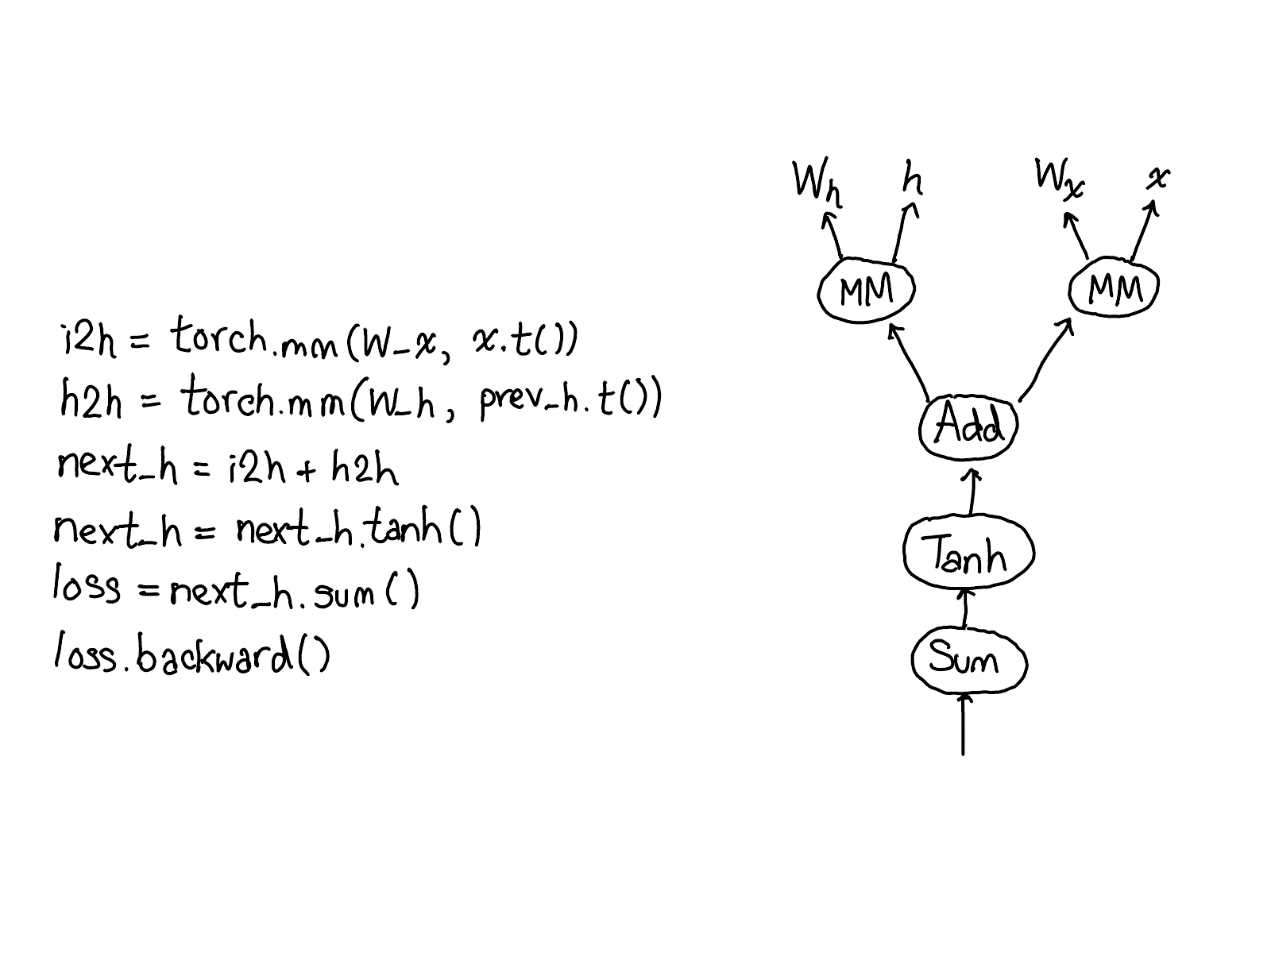 i2h = torch.mm(W_x, x.t())
h2h = torch.mm(W_h, prev_h.t())
next_h = i2h + h2h
next_h = next_h.tanh()
loss = next_h.sum()
loss.backward()
W_h h W_x x
MM MM
Add
Tanh
Sum